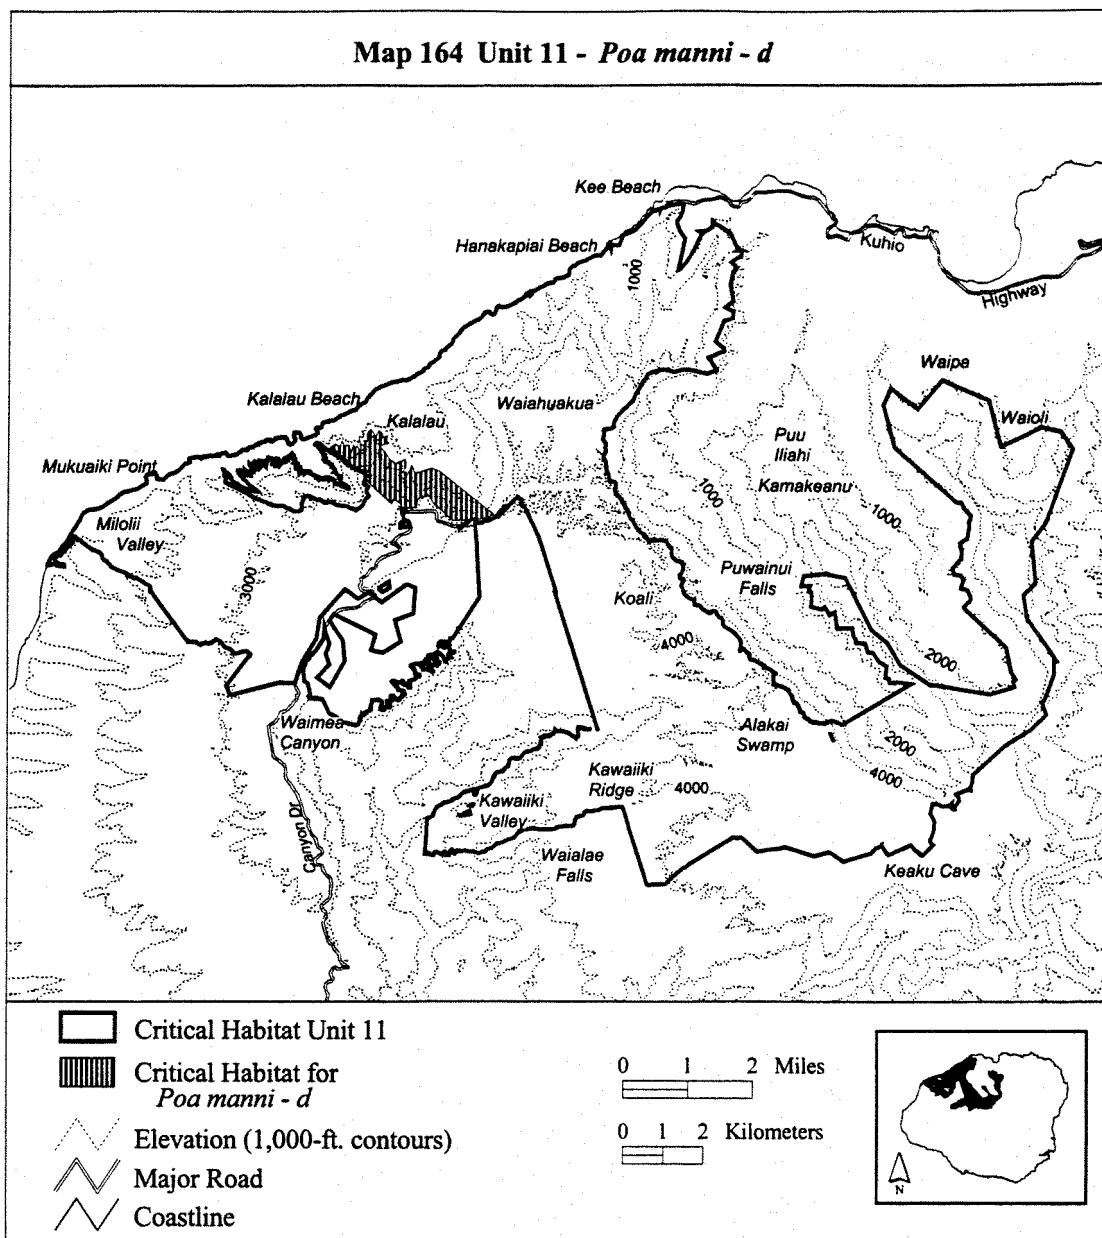 Map 164 Unit 11 - Poa manni - d
Kee Beach
Hanakapiai Beach
Kuhio
Highway
1000
Waipa
Kalalau Beach
Waiahuakua
Kalalau
Waioli
Puu
Iliahi
Mukuaiki Point
Kamakeanu
1000
1000
Milolii
Valley
3000
Puwainui
Falls
Koali
4000
2000
Waimea
Canyon
Alakai
Swamp
2000
4000
Kawaiiki
Ridge
4000
Kawaiiki
Valley
Canyon Dr
Waialae
Falls
Keaku Cave
Critical Habitat Unit 11
Critical Habitat for
Poa manni - d
Elevation (1,000-ft. contours)
Major Road
Coastline
0 1 2 Miles
0 1 2 Kilometers
N